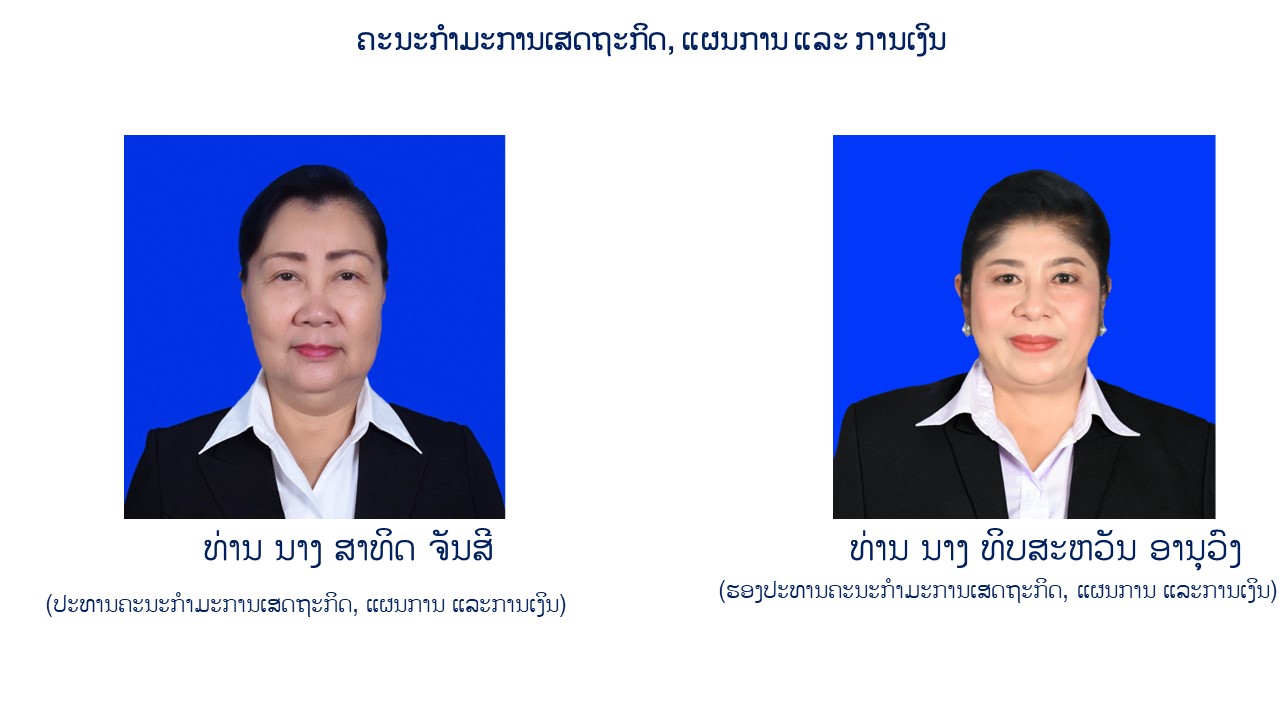 ຄະນະກຳມະການເສດຖະກິດ, ແຜນການ ແລະ ການເງິນ
ທ່ານ ນາງ ສາທິດ ຈັນສີ
(ປະທານຄະນະກຳມະການເສດຖະກິດ, ແຜນການ ແລະການເງິນ)
ທ່ານ ນາງ ທິບສະຫວັນ ອານຸວົງ
(ຮອງປະທານຄະນະກຳມະການເສດຖະກິດ, ແຜນການ ແລະການເງິນ)